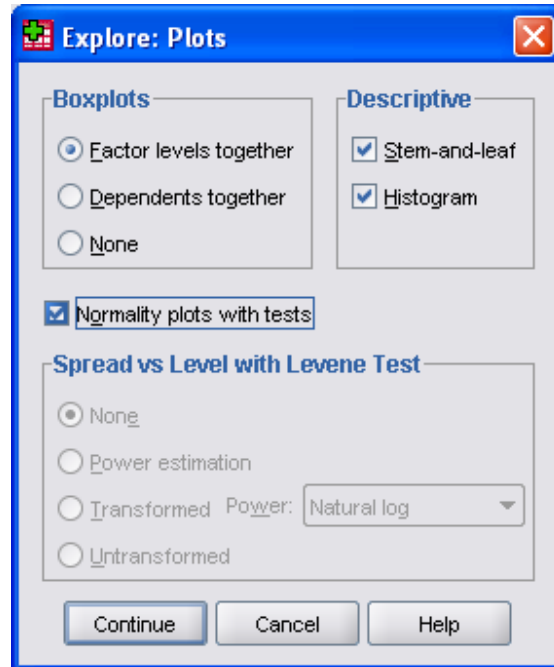 Explore: Plots
Boxplots
Factor levels together
Dependents together
None
Descriptive
Stem-and-leaf
Histogram
Normality plots with tests
Spread vs Level with Levene Test
None
Power estimation
Transformed Power: Natural log
Untransformed
Continue Cancel Help